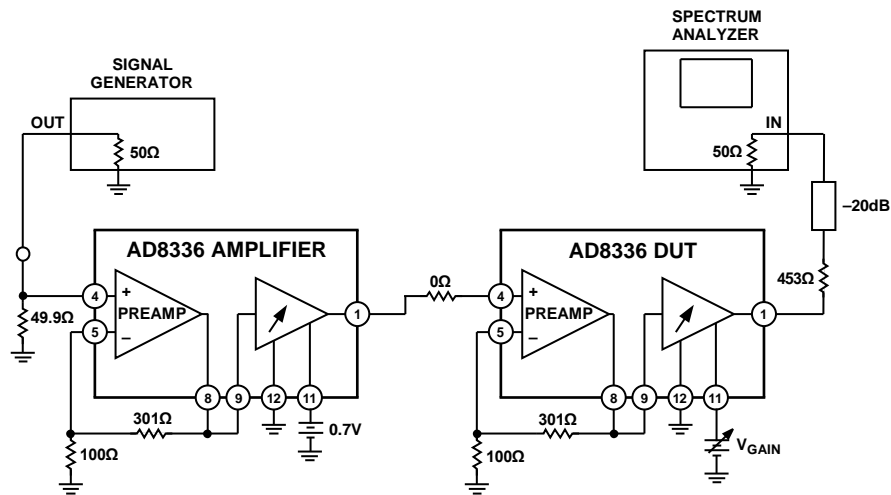 SPECTRUM
ANALYZER
SIGNAL
GENERATOR
OUT
50Ω
IN
50Ω
–20dB
453Ω
AD8336 AMPLIFIER
4
+
PREAMP
5
–
49.9Ω
1
8
9
12
11
301Ω
100Ω
0.7V
0Ω
AD8336 DUT
4
+
PREAMP
5
–
1
8
9
12
11
301Ω
100Ω
VGAIN